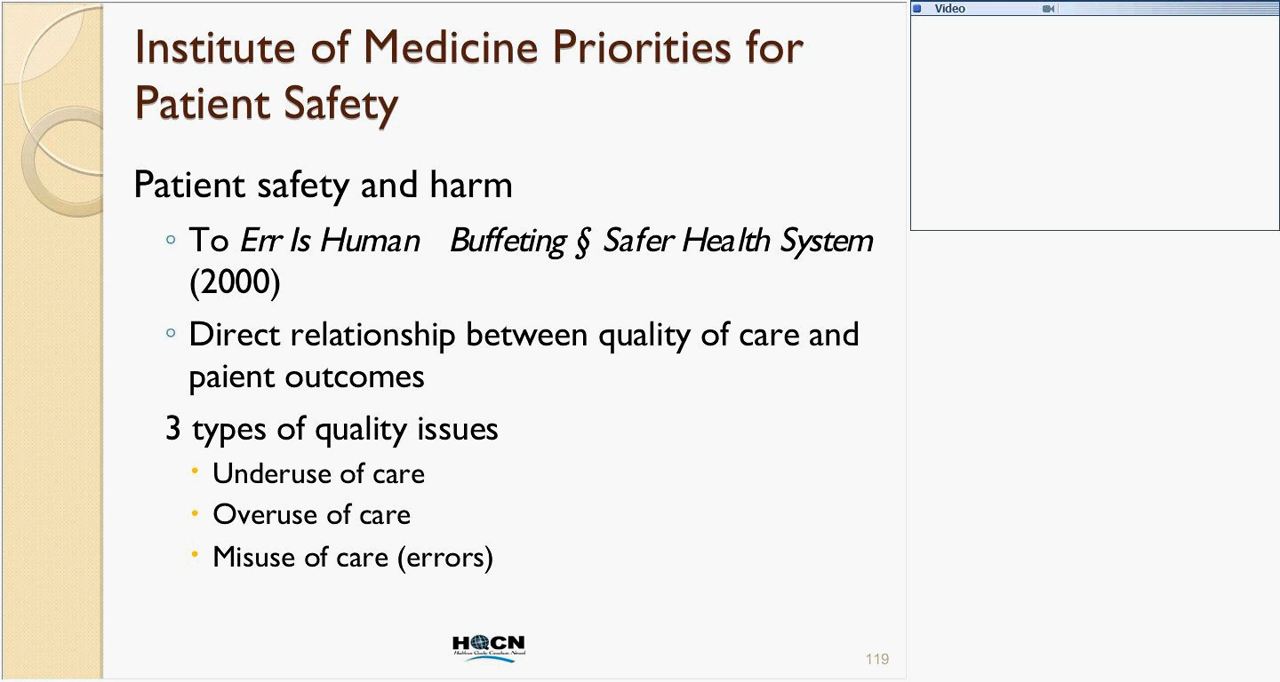 Institute of Medicine Priorities for
Patient Safety
Patient safety and harm
To Err Is Human Buffeting § Safer Health System
(2000)
Direct relationship between quality of care and
paient outcomes
3 types of quality issues
Underuse of care
Overuse of care
Misuse of care (errors)
HQCN
119
Video